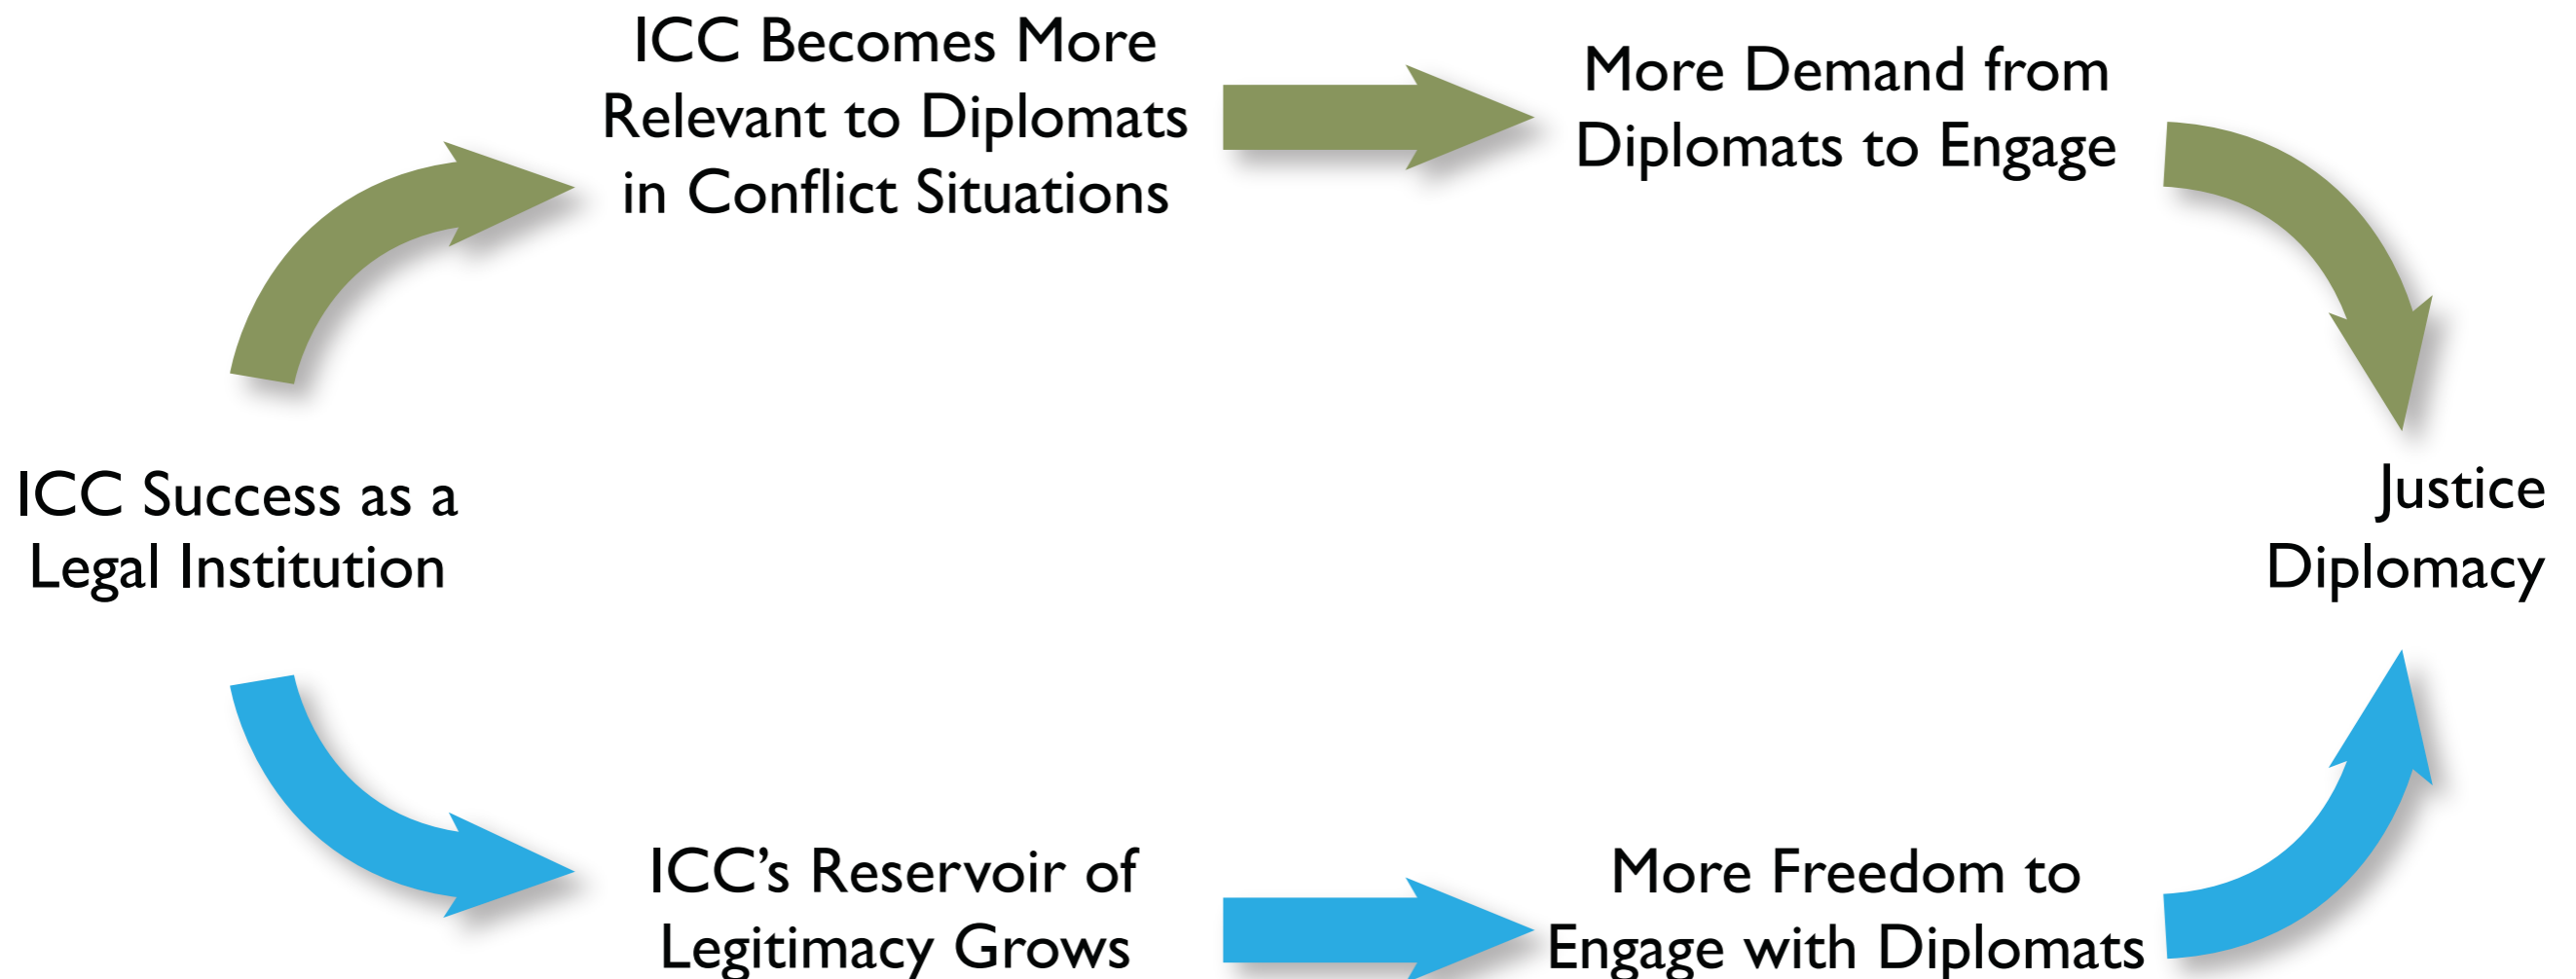 ICC Becomes More
Relevant to Diplomats
in Conflict Situations
More Demand from
Diplomats to Engage
ICC Success as a
Legal Institution
Justice
Diplomacy
ICC’s Reservoir of
Legitimacy Grows
More Freedom to
Engage with Diplomats